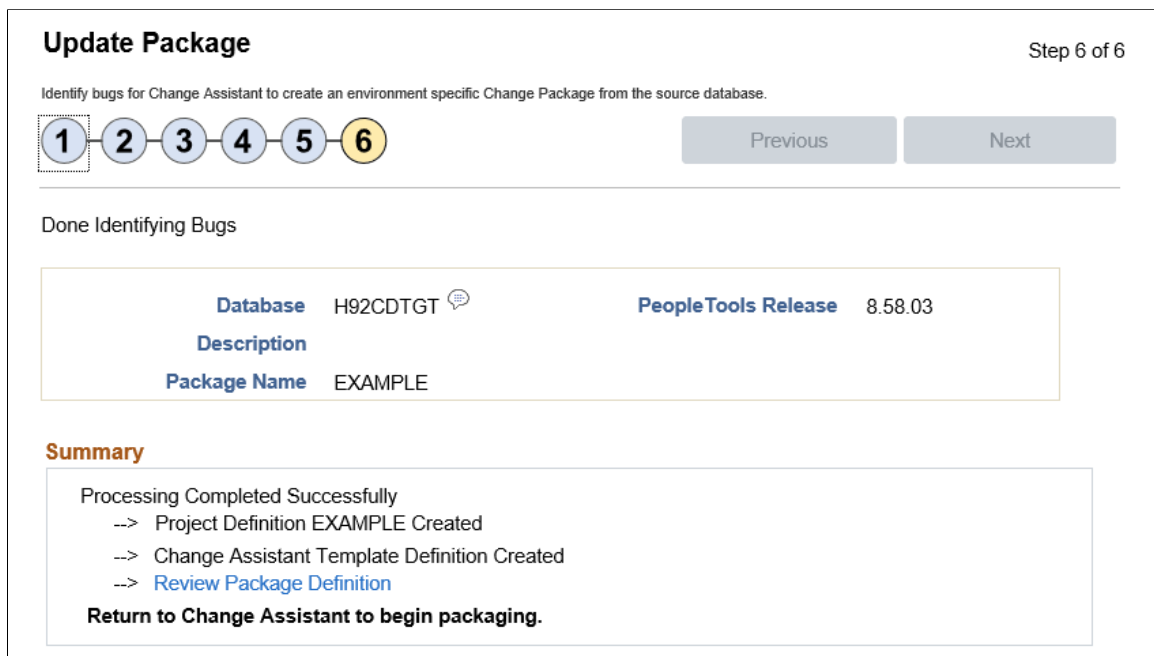 Update Package
Step 6 of 6
Identify bugs for Change Assistant to create an environment specific Change Package from the source database.
1 2 3 4 5 6
Previous Next
Done Identifying Bugs
Database H92CDTGT PeopleTools Release 8.58.03
Description
Package Name EXAMPLE
Summary
Processing Completed Successfully
--> Project Definition EXAMPLE Created
--> Change Assistant Template Definition Created
--> Review Package Definition
Return to Change Assistant to begin packaging.